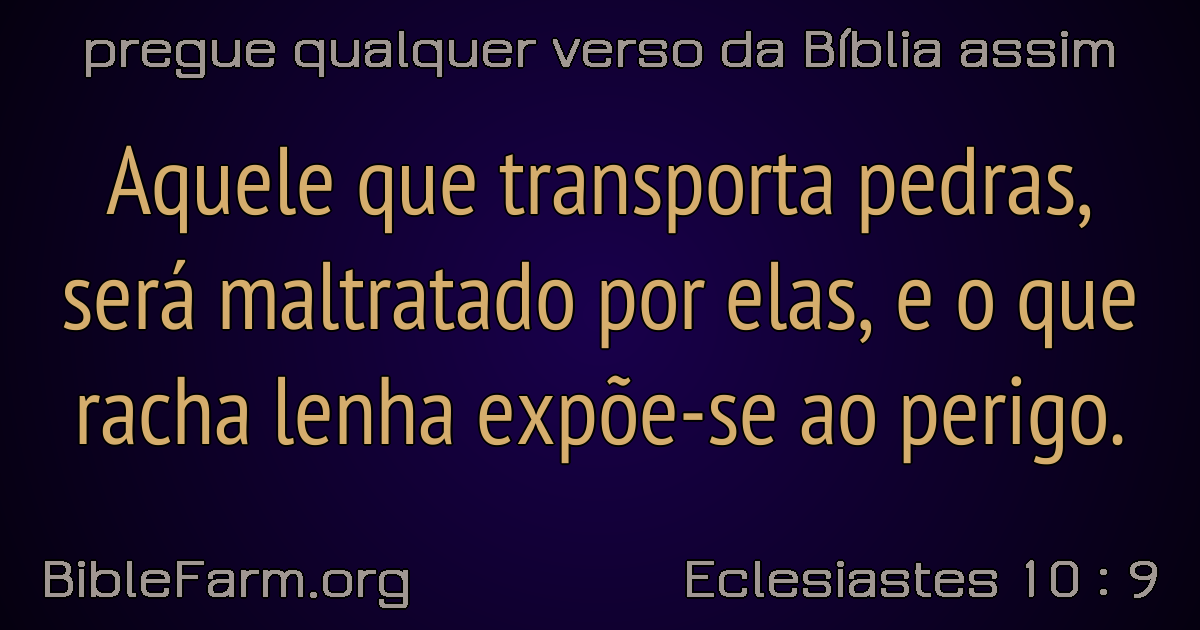 pregue qualquer verso da Bíblia assim
Aquele que transporta pedras,
será maltratado por elas, e o que
racha lenha expõe-se ao perigo.
BibleFarm.org
Eclesiastes 10 : 9